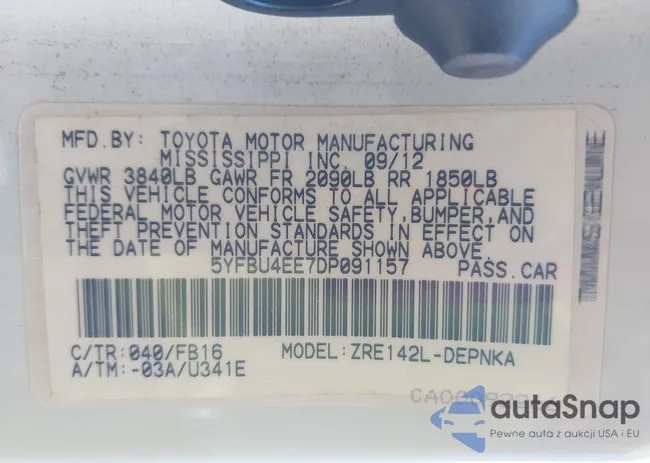 MFD.BY: TOYOTA MOTOR MANUFACTURING
MISSISSIPPI INC. 09/12
GVWR 3840LB GAWR FR 2090LB RR 1850LB
THIS VEHICLE CONFORMS TO ALL APPLICABLE
FEDERAL MOTOR VEHICLE SAFETY,BUMPER,AND
THEFT PREVENTION STANDARDS IN EFFECT ON
THE DATE OF MANUFACTURE SHOWN ABOVE.
5YFBU4EE7DP091157 PASS.CAR
C/TR:040/FB16 MODEL:ZRE142L-DEPNKA
A/TM:-03A/U341E
autaSnap
Pewne auta z aukcji USA i EU